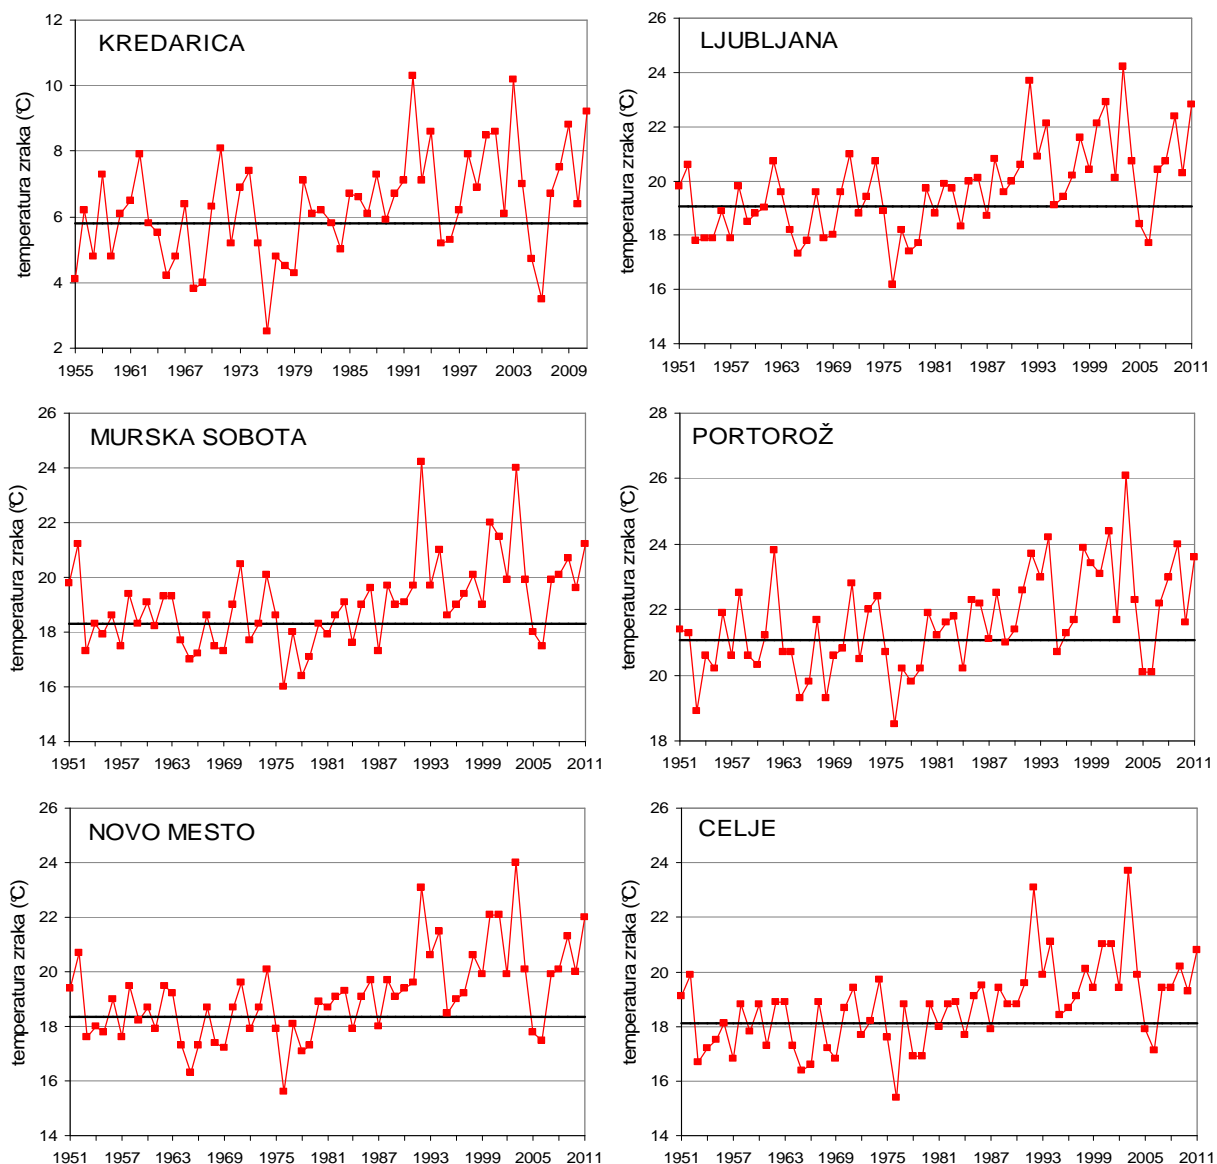 KREDARICA
temperatura zraka (°C)
12
10
8
6
4
2
1955 1961 1967 1973 1979 1985 1991 1997 2003 2009
LJUBLJANA
temperatura zraka (°C)
26
24
22
20
18
16
14
1951 1957 1963 1969 1975 1981 1987 1993 1999 2005 2011
MURSKA SOBOTA
temperatura zraka (°C)
26
24
22
20
18
16
14
1951 1957 1963 1969 1975 1981 1987 1993 1999 2005 2011
PORTOROŽ
temperatura zraka (°C)
28
26
24
22
20
18
1951 1957 1963 1969 1975 1981 1987 1993 1999 2005 2011
NOVO MESTO
temperatura zraka (°C)
26
24
22
20
18
16
14
1951 1957 1963 1969 1975 1981 1987 1993 1999 2005 2011
CELJE
temperatura zraka (°C)
26
24
22
20
18
16
14
1951 1957 1963 1969 1975 1981 1987 1993 1999 2005 2011